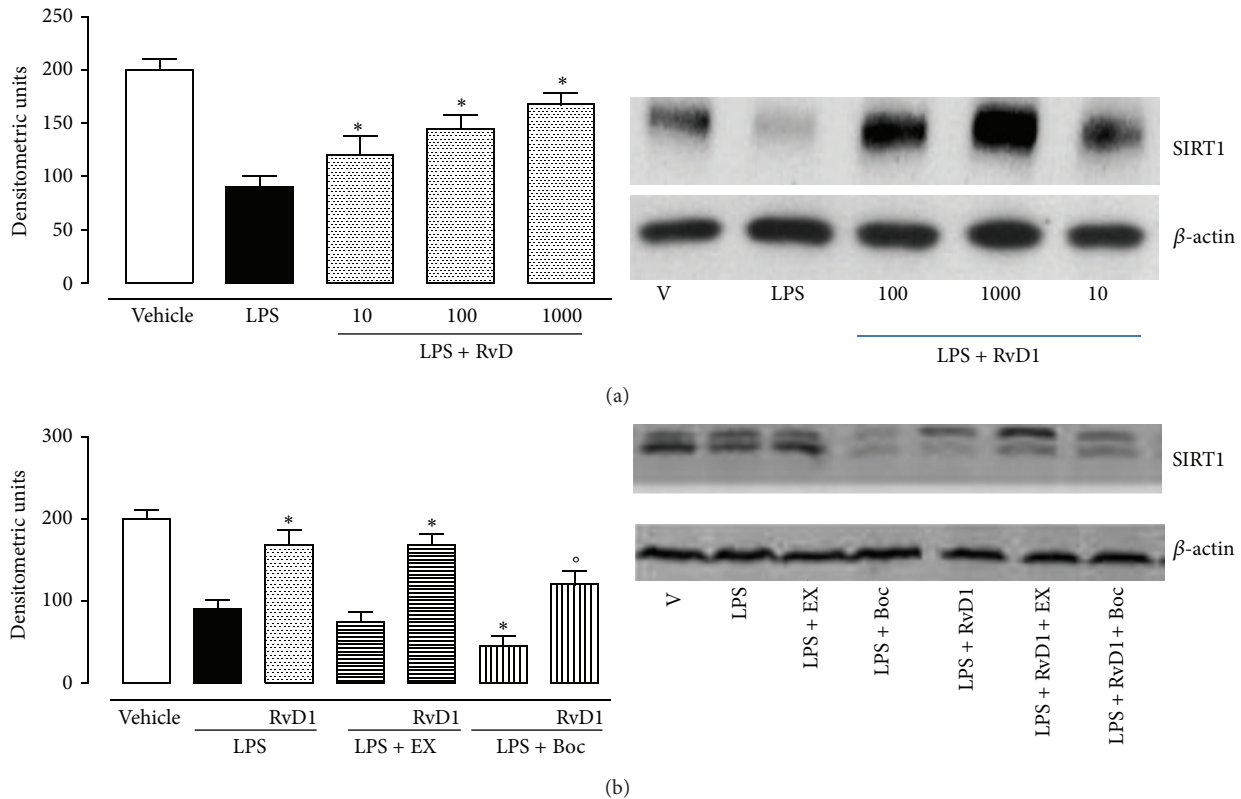 250
200
150
100
50
0
Densitometric units
*
*
*
Vehicle LPS 10 100 1000
LPS + RvD
SIRT1
β-actin
V LPS 100 1000 10
LPS + RvD1
(a)
300
200
100
0
Densitometric units
*
*
*
°
Vehicle RvD1 RvD1 RvD1
LPS LPS + EX LPS + Boc
SIRT1
β-actin
V
LPS
LPS + EX
LPS + Boc
LPS + RvD1
LPS + RvD1 + EX
LPS + RvD1 + Boc
(b)